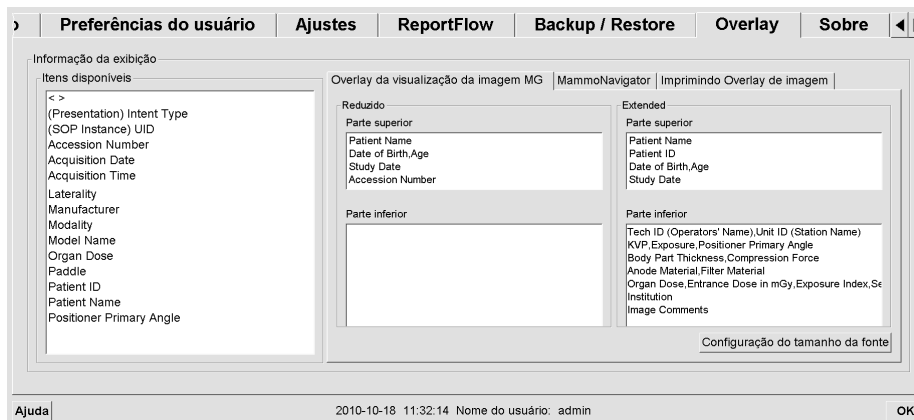 Preferências do usuário Ajustes ReportFlow Backup / Restore Overlay Sobre
Informação da exibição
Itens disponíveis
< >
(Presentation) Intent Type
(SOP Instance) UID
Accession Number
Acquisition Date
Acquisition Time
Laterality
Manufacturer
Modality
Model Name
Organ Dose
Paddle
Patient ID
Patient Name
Positioner Primary Angle
Overlay da visualização da imagem MG MammoNavigator Imprimindo Overlay de imagem
Reduzido
Parte superior
Patient Name
Date of Birth,Age
Study Date
Accession Number
Parte inferior
Extended
Parte superior
Patient Name
Patient ID
Date of Birth,Age
Study Date
Parte inferior
Tech ID (Operators' Name),Unit ID (Station Name)
KVP,Exposure,Positioner Primary Angle
Body Part Thickness,Compression Force
Anode Material,Filter Material
Organ Dose,Entrance Dose in mGy,Exposure Index,Se
Institution
Image Comments
Configuração do tamanho da fonte
Ajuda 2010-10-18 11:32:14 Nome do usuário: admin OK